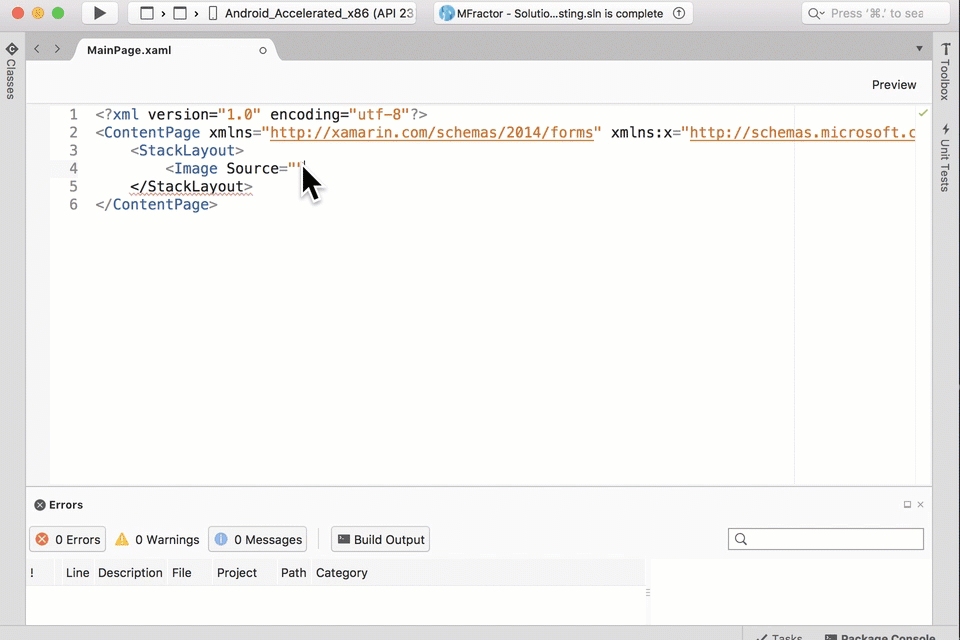 Android_Accelerated_x86 (API 23
MFractor - Solutio...sting.sln is complete
Press '⌘.' to sea
Classes
MainPage.xaml
Toolbox
Preview
Unit Tests
1 <?xml version="1.0" encoding="utf-8"?>
2 <ContentPage xmlns="http://xamarin.com/schemas/2014/forms" xmlns:x="http://schemas.microsoft.c
3 <StackLayout>
4 <Image Source=""
5 </StackLayout>
6 </ContentPage>
Errors
0 Errors 0 Warnings 0 Messages Build Output
! Line Description File Project Path Category
Tasks Package Console